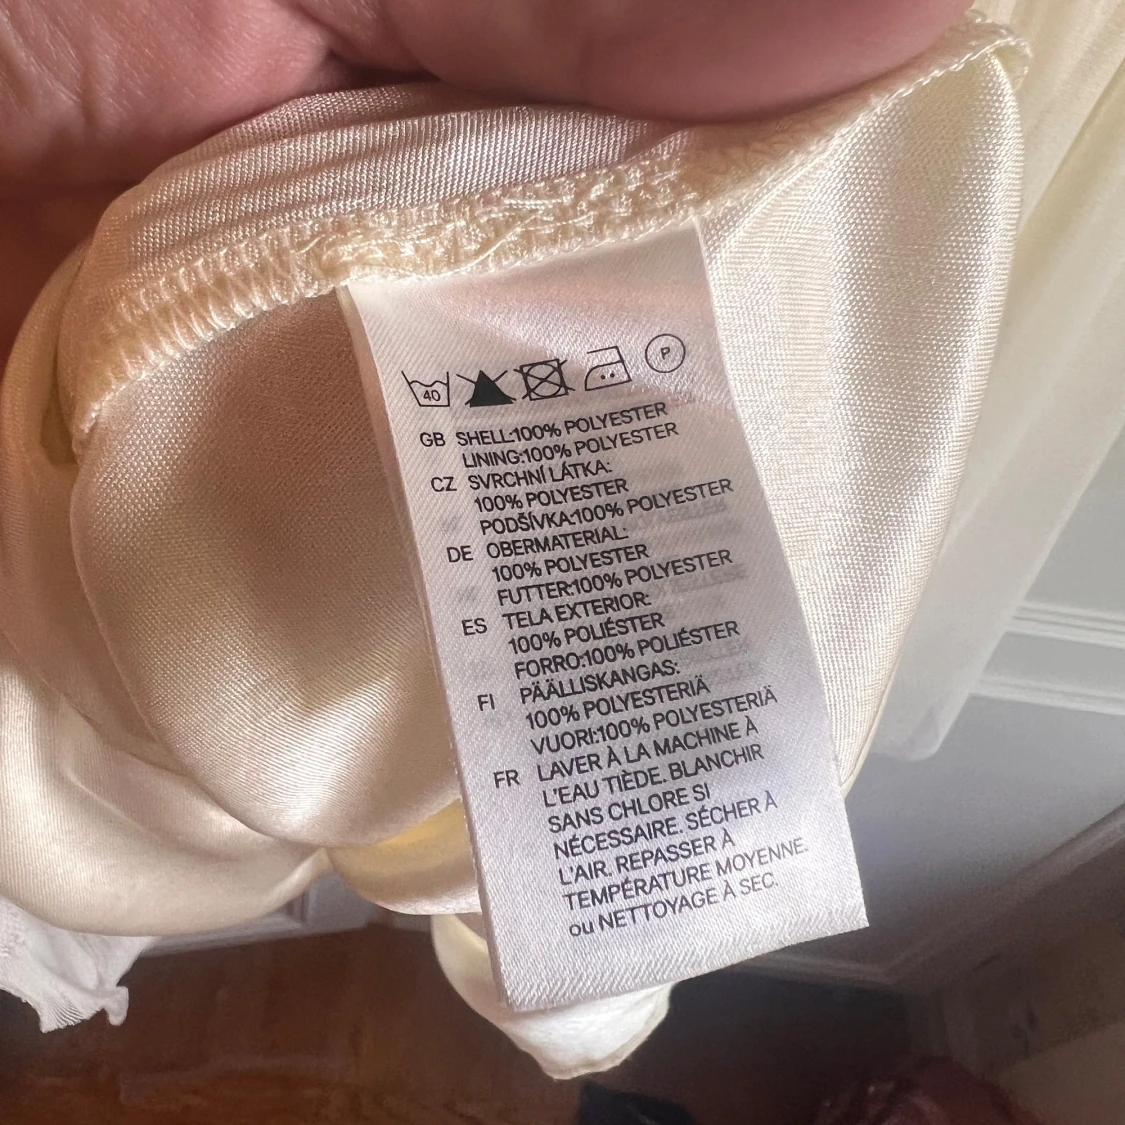 40
P
GB SHELL:100% POLYESTER
LINING:100% POLYESTER
CZ SVRCHNÍ LÁTKA:
100% POLYESTER
PODŠÍVKA:100% POLYESTER
DE OBERMATERIAL:
100% POLYESTER
FUTTER:100% POLYESTER
ES TELA EXTERIOR:
100% POLIÉSTER
FORRO:100% POLIÉSTER
FI PÄÄLLISKANGAS:
100% POLYESTERIÄ
VUORI:100% POLYESTERIÄ
FR LAVER À LA MACHINE À
L'EAU TIÈDE. BLANCHIR
SANS CHLORE SI
NÉCESSAIRE. SÉCHER À
L'AIR. REPASSER À
TEMPÉRATURE MOYENNE.
ou NETTOYAGE À SEC.